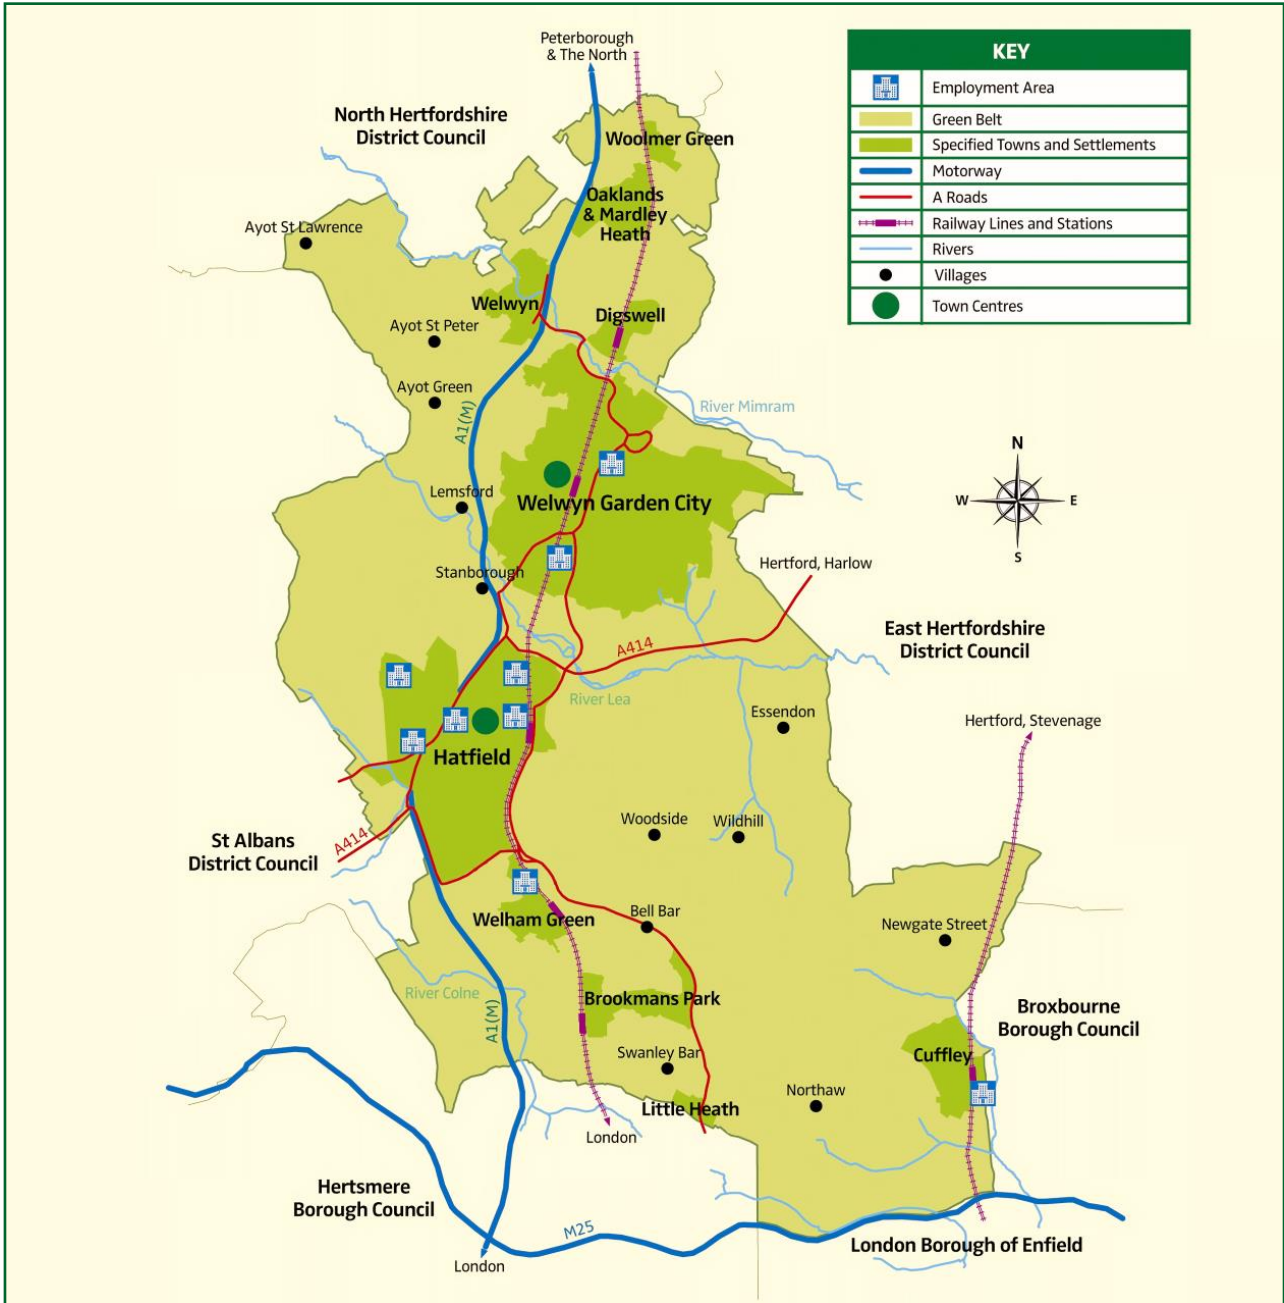 Peterborough
& The North
KEY
Employment Area
Green Belt
Specified Towns and Settlements
Motorway
A Roads
Railway Lines and Stations
Rivers
Villages
Town Centres
North Hertfordshire
District Council
Woolmer Green
Oaklands
& Mardley
Heath
Ayot St Lawrence
Welwyn
Digswell
Ayot St Peter
Ayot Green
A1(M)
River Mimram
N
W
E
S
Lemsford
Welwyn Garden City
Stanborough
Hertford, Harlow
A414
East Hertfordshire
District Council
River Lea
Essendon
Hertford, Stevenage
Hatfield
Woodside
Wildhill
A414
St Albans
District Council
Welham Green
Bell Bar
Newgate Street
River Colne
A1(M)
Brookmans Park
Broxbourne
Borough Council
Swanley Bar
Cuffley
Little Heath
Northaw
London
Hertsmere
Borough Council
M25
London
London Borough of Enfield